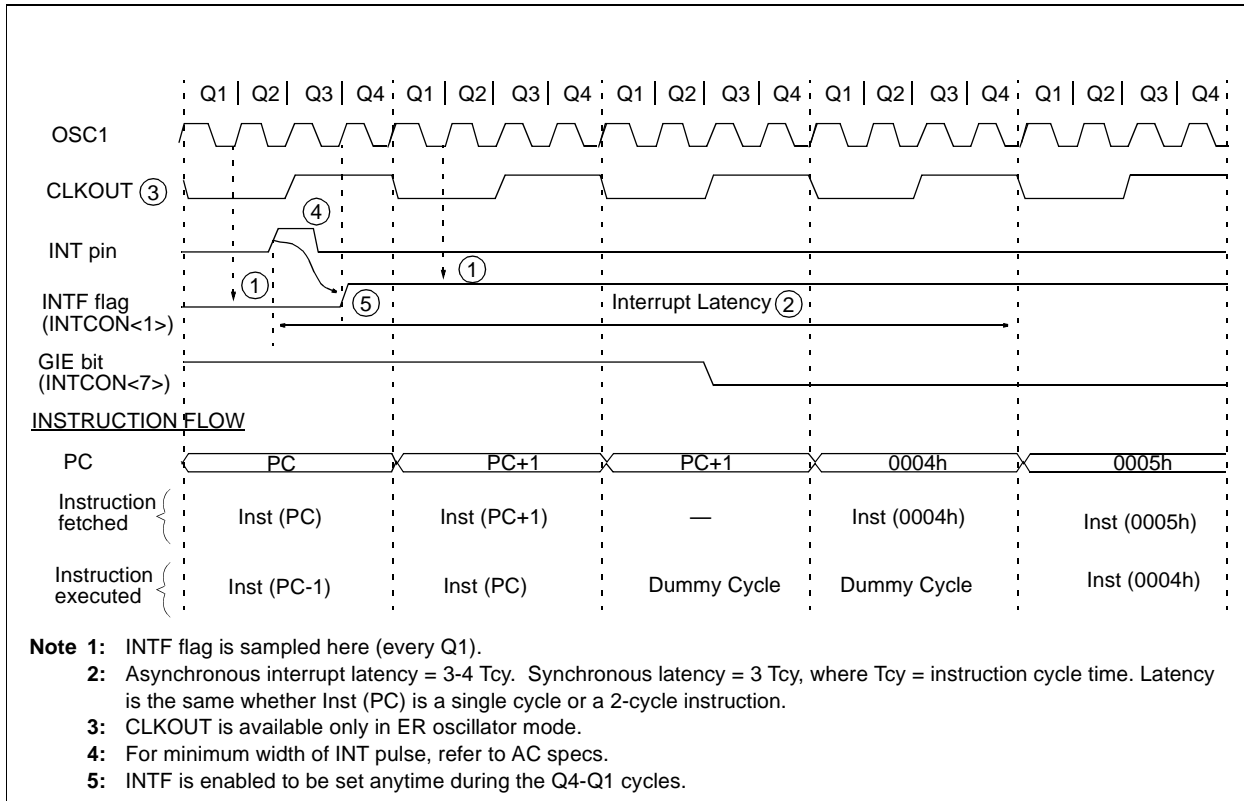 Q1 | Q2 | Q3 | Q4 Q1 | Q2 | Q3 | Q4 Q1 | Q2 | Q3 | Q4 Q1 | Q2 | Q3 | Q4 Q1 | Q2 | Q3 | Q4
OSC1
CLKOUT 3
4
INT pin
1 1
INTF flag
(INTCON<1>)
5 Interrupt Latency 2
GIE bit
(INTCON<7>)
INSTRUCTION FLOW
PC PC PC+1 PC+1 0004h 0005h
Instruction
fetched
Inst (PC) Inst (PC+1) — Inst (0004h) Inst (0005h)
Instruction
executed
Inst (PC-1) Inst (PC) Dummy Cycle Dummy Cycle Inst (0004h)
Note 1: INTF flag is sampled here (every Q1).
2: Asynchronous interrupt latency = 3-4 Tcy. Synchronous latency = 3 Tcy, where Tcy = instruction cycle time. Latency
is the same whether Inst (PC) is a single cycle or a 2-cycle instruction.
3: CLKOUT is available only in ER oscillator mode.
4: For minimum width of INT pulse, refer to AC specs.
5: INTF is enabled to be set anytime during the Q4-Q1 cycles.